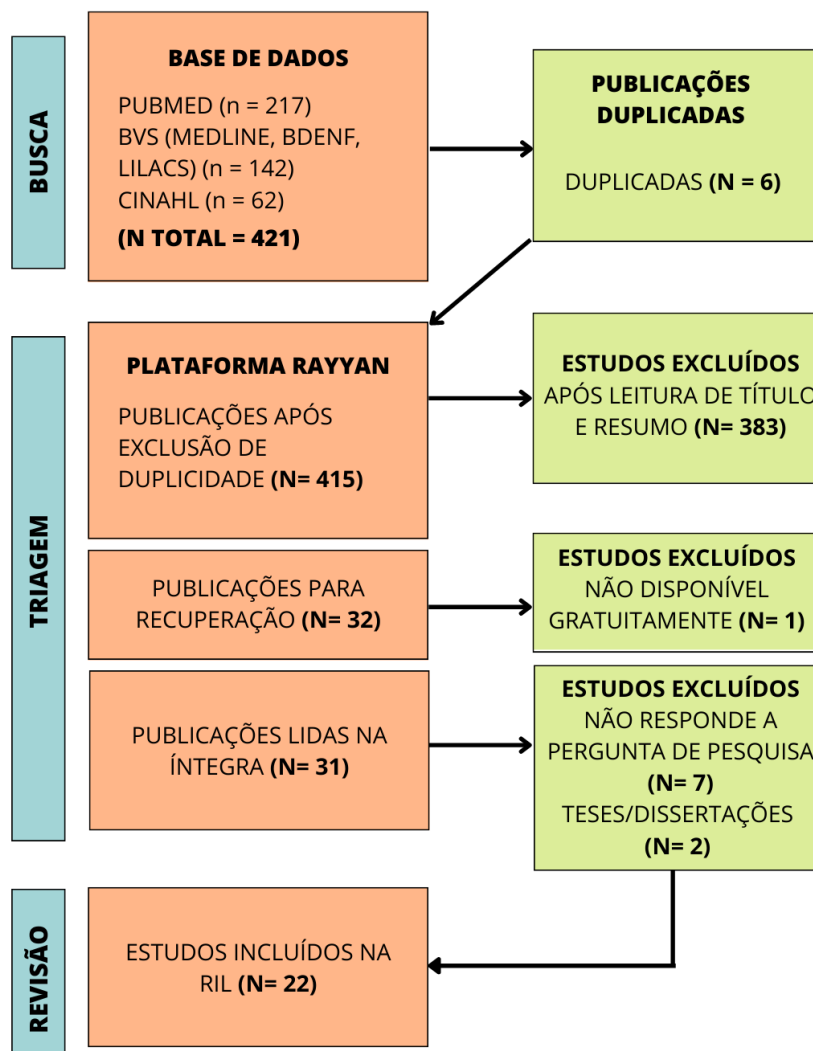 BUSCA
BASE DE DADOS
PUBMED (n = 217)
BVS (MEDLINE, BDENF,
LILACS) (n = 142)
CINAHL (n = 62)
(N TOTAL = 421)
PUBLICAÇÕES
DUPLICADAS
DUPLICADAS (N = 6)
TRIAGEM
PLATAFORMA RAYYAN
PUBLICAÇÕES APÓS
EXCLUSÃO DE
DUPLICIDADE (N= 415)
ESTUDOS EXCLUÍDOS
APÓS LEITURA DE TÍTULO
E RESUMO (N= 383)
PUBLICAÇÕES PARA
RECUPERAÇÃO (N= 32)
ESTUDOS EXCLUÍDOS
NÃO DISPONÍVEL
GRATUITAMENTE (N= 1)
PUBLICAÇÕES LIDAS NA
ÍNTEGRA (N= 31)
ESTUDOS EXCLUÍDOS
NÃO RESPONDE A
PERGUNTA DE PESQUISA
(N= 7)
TESES/DISSERTAÇÕES
(N= 2)
REVISÃO
ESTUDOS INCLUÍDOS NA
RIL (N= 22)